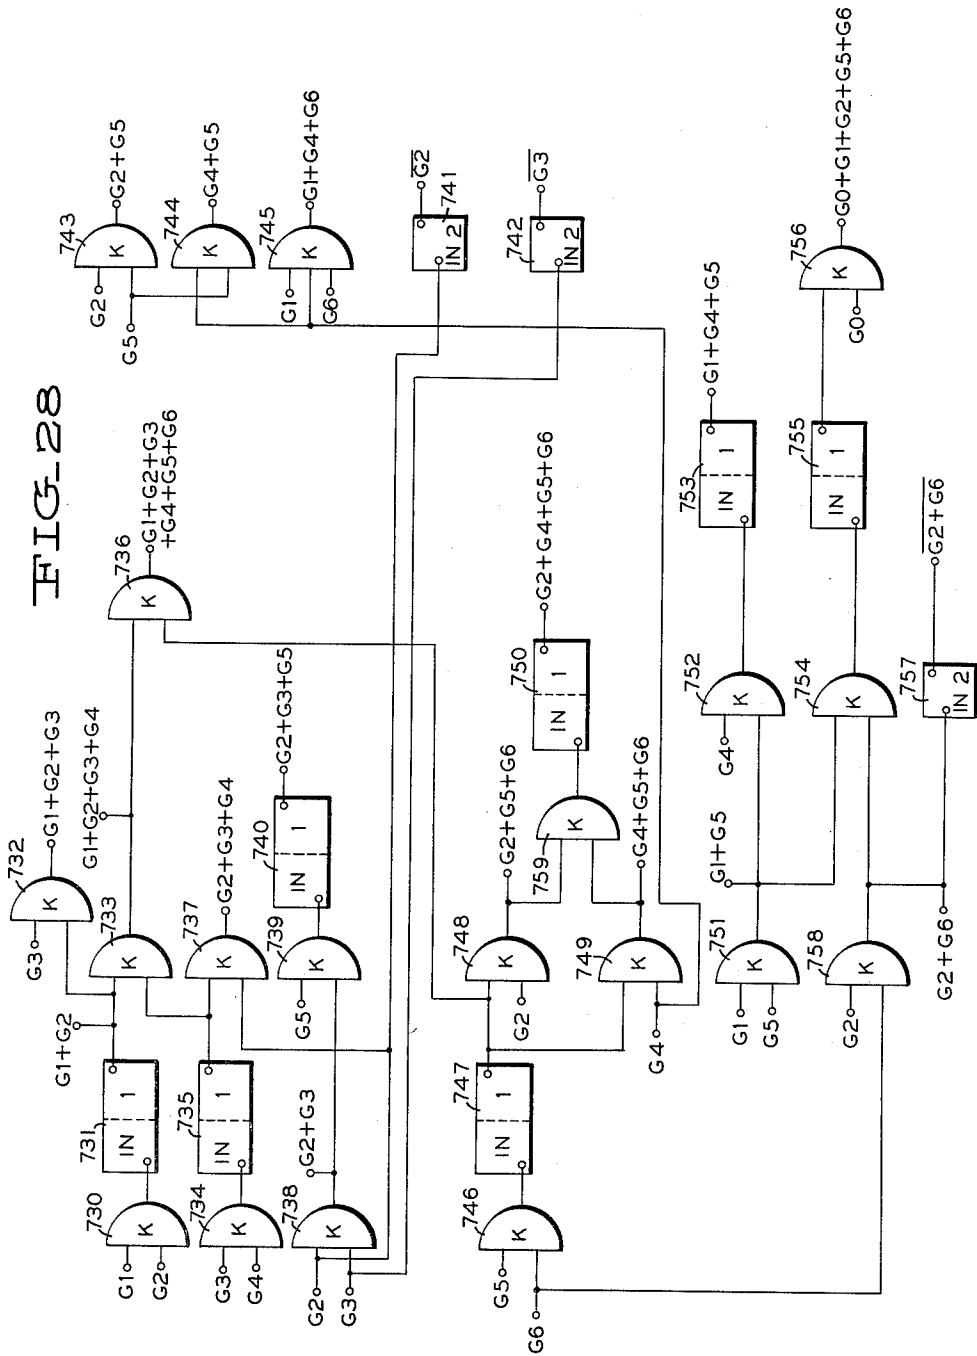 FIG_28
730
G1
G2
K
731
IN 1
G1+G2
G3
732
K
G1+G2+G3
733
K
G1+G2+G3+G4
736
K
G1+G2+G3
+G4+G5+G6
734
G3
G4
K
735
IN 1
737
K
G2+G3+G4
738
G2
G3
K
G2+G3
G5
739
K
740
IN 1
G2+G3+G5
743
G2
K
G2+G5
G5
744
K
G4+G5
745
G1
G6
K
G1+G4+G6
741
IN 2
G̅2̅
742
IN 2
G̅3̅
746
G5
G6
K
747
IN 1
748
G2
K
G2+G5+G6
749
G4
K
G4+G5+G6
759
K
750
IN 1
G2+G4+G5+G6
751
G1
G5
K
G1+G5
752
G4
K
753
IN 1
G1+G4+G5
758
G2
K
G2+G6
754
K
755
IN 1
756
G0
K
G0+G1+G2+G5+G6
757
IN 2
G̅2̅+̅G̅6̅